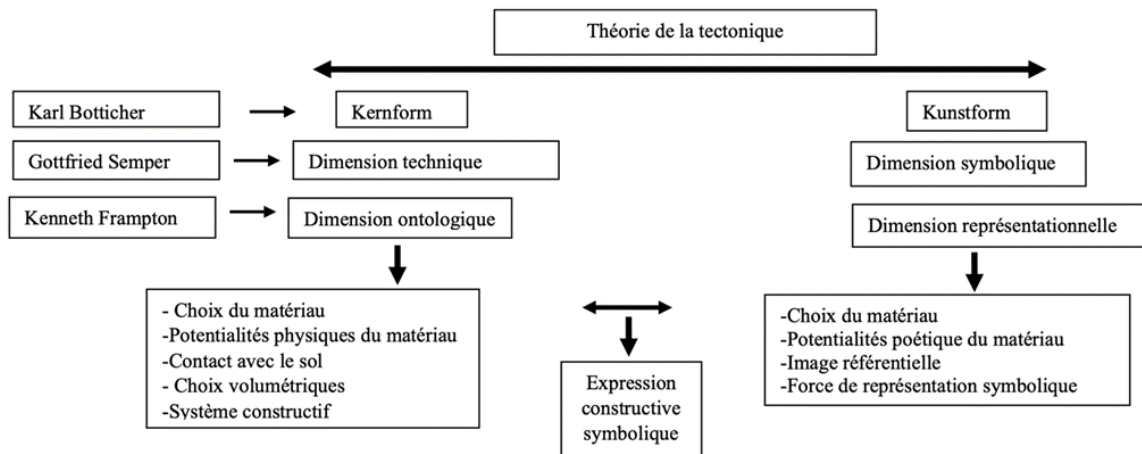 Théorie de la tectonique
Karl Botticher
Kernform
Kunstform
Gottfried Semper
Dimension technique
Dimension symbolique
Kenneth Frampton
Dimension ontologique
Dimension représentationnelle
- Choix du matériau
-Potentialités physiques du matériau
-Contact avec le sol
- Choix volumétriques
-Système constructif
Expression
constructive
symbolique
-Choix du matériau
-Potentialités poétique du matériau
-Image référentielle
-Force de représentation symbolique